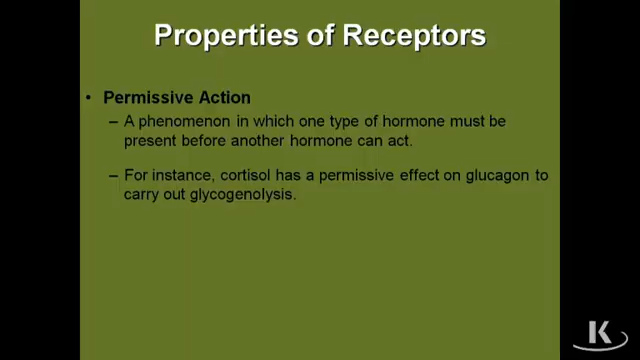 Properties of Receptors
• Permissive Action
– A phenomenon in which one type of hormone must be
present before another hormone can act.
– For instance, cortisol has a permissive effect on glucagon to
carry out glycogenolysis.
K